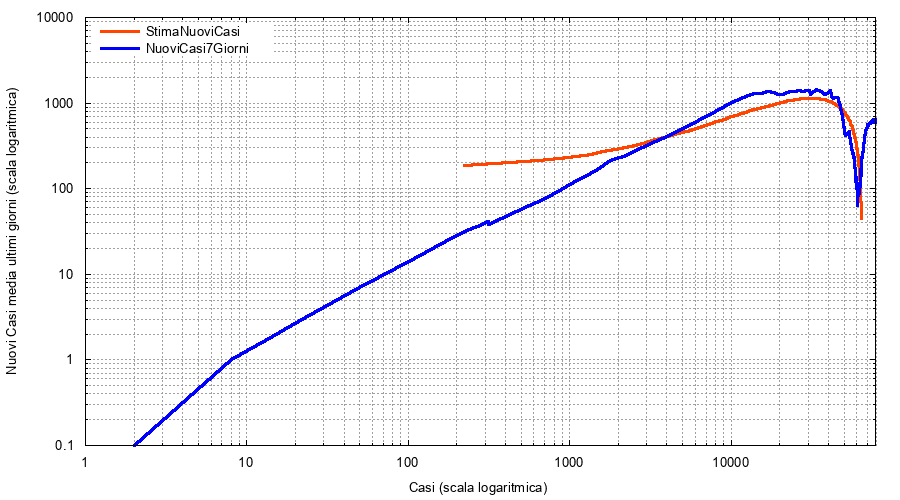 10000
1000
100
10
1
0.1
1
10
100
1000
10000
StimaNuoviCasi
NuoviCasi7Giorni
Nuovi Casi media ultimi giorni (scala logaritmica)
Casi (scala logaritmica)